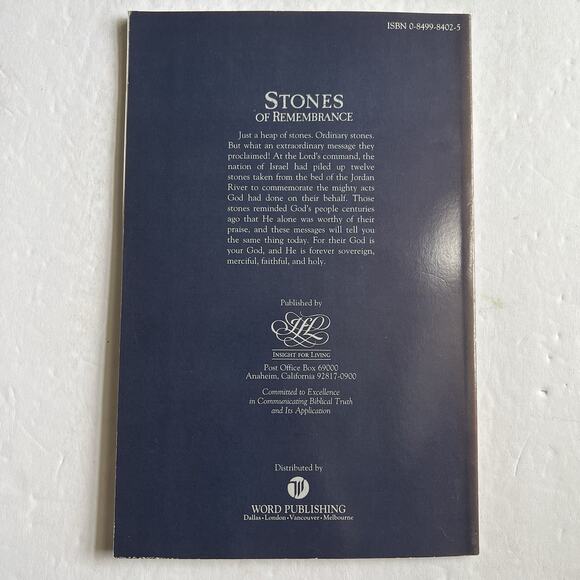 ISBN 0-8499-8402-5
STONES
OF REMEMBRANCE
Just a heap of stones. Ordinary stones.
But what an extraordinary message they
proclaimed! At the Lord's command, the
nation of Israel had piled up twelve
stones taken from the bed of the Jordan
River to commemorate the mighty acts
God had done on their behalf. Those
stones reminded God's people centuries
ago that He alone was worthy of their
praise, and these messages will tell you
the same thing today. For their God is
your God, and He is forever sovereign,
merciful, faithful, and holy.
Published by
IFL
INSIGHT FOR LIVING
Post Office Box 69000
Anaheim, California 92817-0900
Committed to Excellence
in Communicating Biblical Truth
and Its Application
Distributed by
W
WORD PUBLISHING
Dallas • London • Vancouver • Melbourne